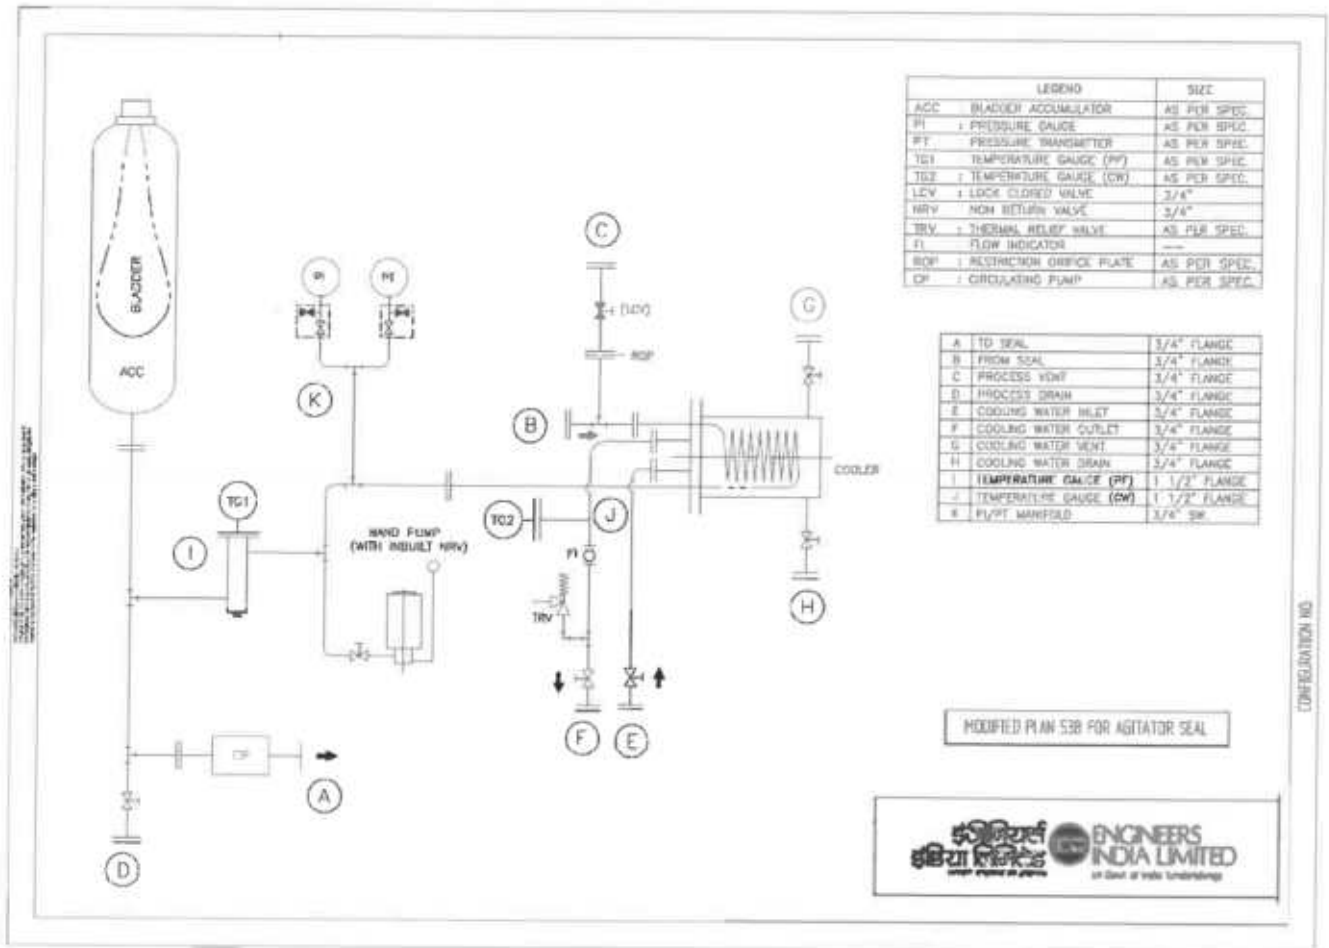 LEGEND SIZE
ACC : BLADDER ACCUMULATOR AS PER SPEC.
PI : PRESSURE GAUGE AS PER SPEC.
PT PRESSURE TRANSMITTER AS PER SPEC.
TG1 TEMPERATURE GAUGE (PF) AS PER SPEC.
TG2 : TEMPERATURE GAUGE (CW) AS PER SPEC.
LCV : LOCK CLOSED VALVE 3/4"
NRV NON RETURN VALVE 3/4"
TRV : THERMAL RELIEF VALVE AS PER SPEC.
FI FLOW INDICATOR ---
ROP : RESTRICTION ORIFICE PLATE AS PER SPEC.
CP : CIRCULATING PUMP AS PER SPEC.
A TO SEAL 3/4" FLANGE
B FROM SEAL 3/4" FLANGE
C PROCESS VENT 3/4" FLANGE
D PROCESS DRAIN 3/4" FLANGE
E COOLING WATER INLET 3/4" FLANGE
F COOLING WATER OUTLET 3/4" FLANGE
G COOLING WATER VENT 3/4" FLANGE
H COOLING WATER DRAIN 3/4" FLANGE
I TEMPERATURE GAUGE (PF) 1 1/2" FLANGE
J TEMPERATURE GAUGE (CW) 1 1/2" FLANGE
K PI/PT MANIFOLD 3/4" SW.
BLADDER
ACC
PI
K
C
ROP
G
B
COOLER
TG1
I
HAND PUMP
(WITH INBUILT NRV)
TG2
J
FI
TRV
H
F
E
CP
A
D
MODIFIED PLAN 53B FOR AGITATOR SEAL
इंजीनियर्स
इंडिया लिमिटेड
ENGINEERS
INDIA LIMITED
CONFIGURATION NO